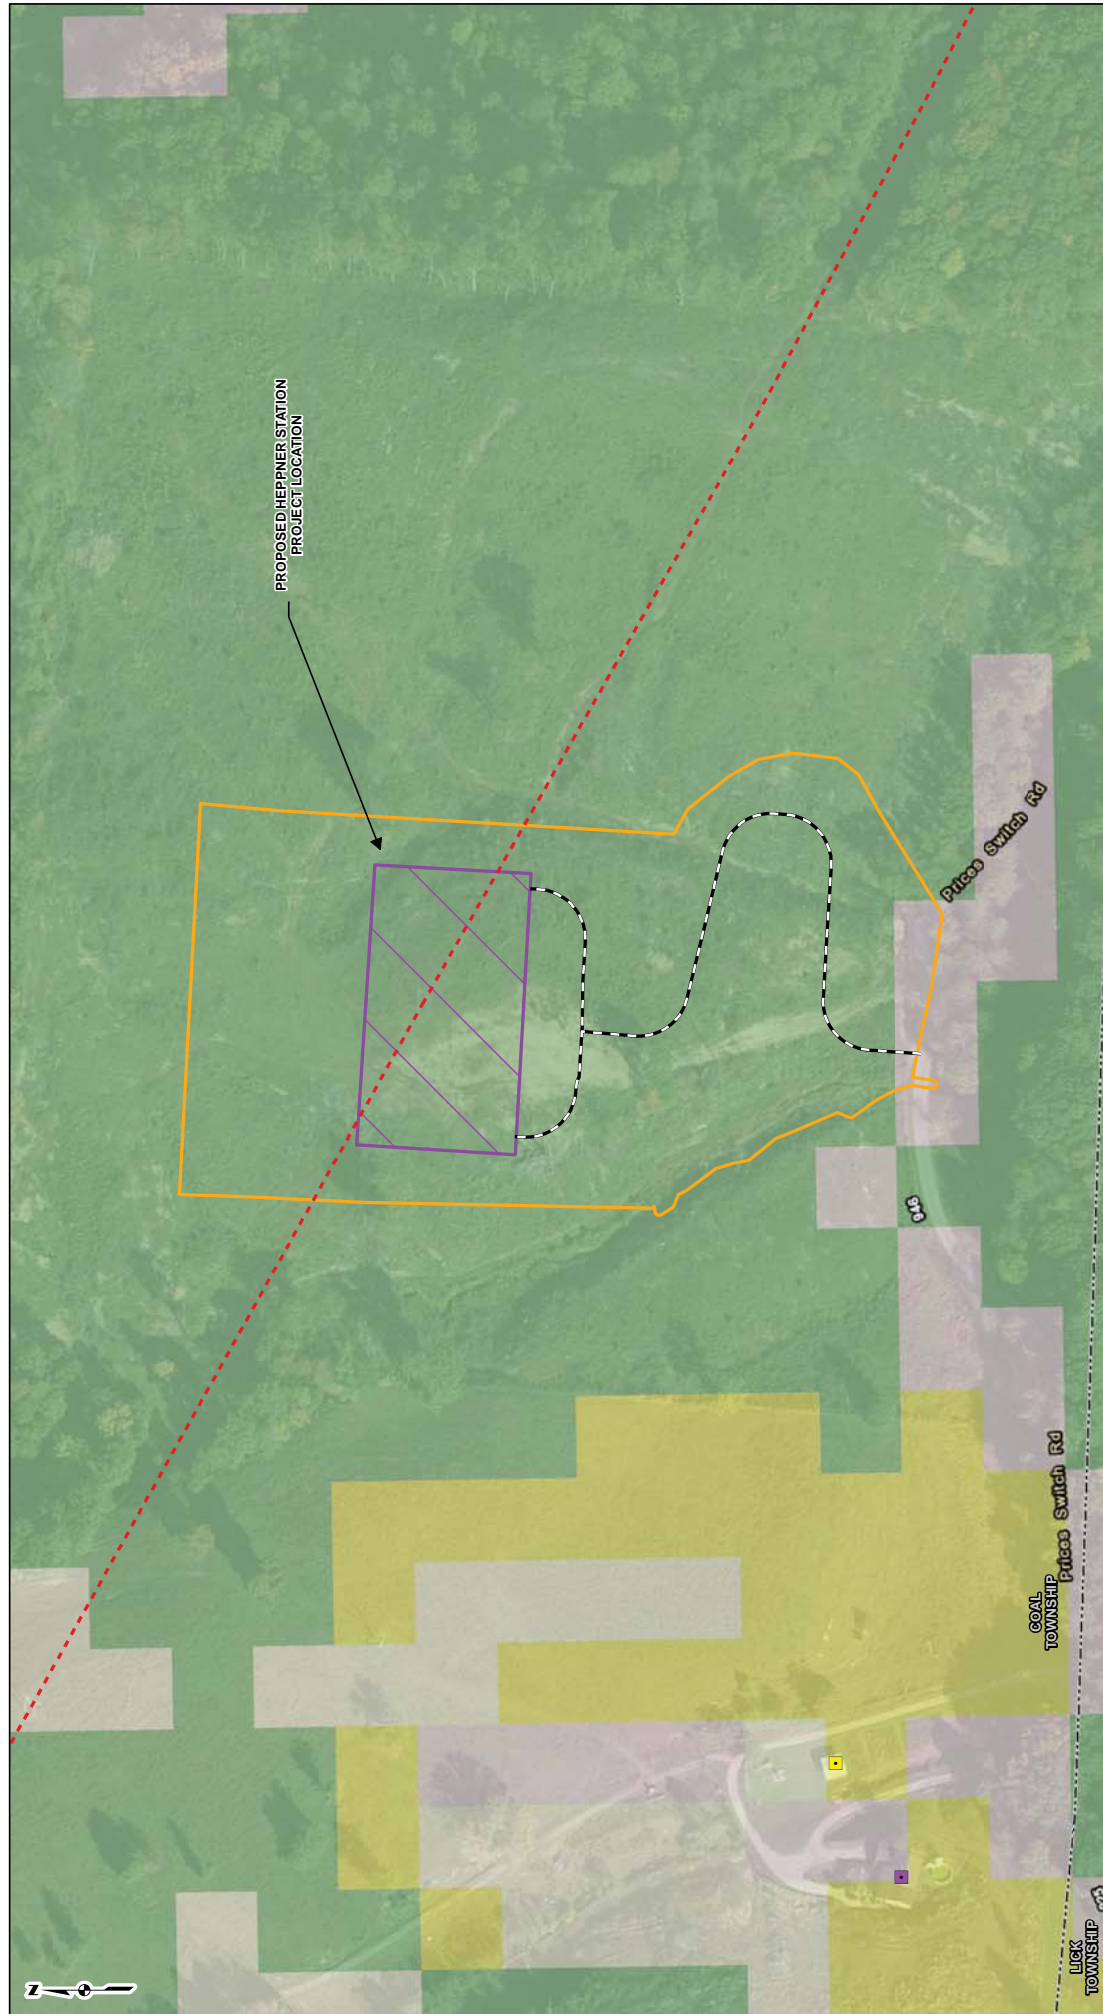 PROPOSED HEPPNER STATION
PROJECT LOCATION
Prices Switch Rd
946
Prices Switch Rd
COAL
TOWNSHIP
LICK
TOWNSHIP
Z